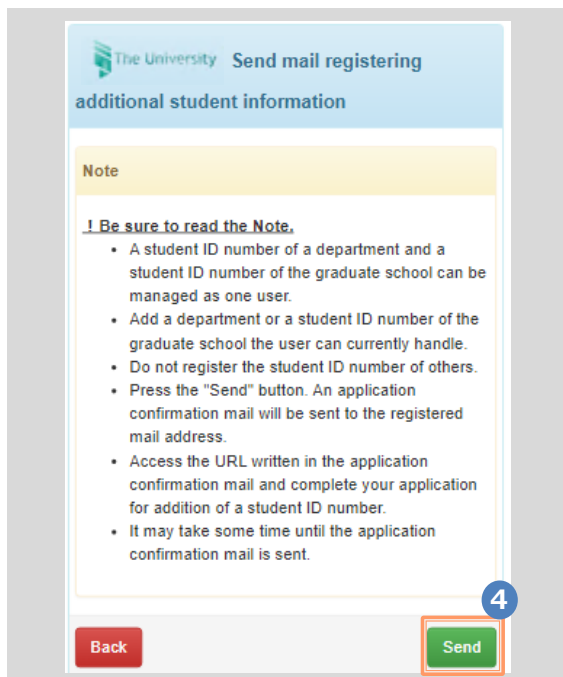 The University Send mail registering
additional student information
Note
! Be sure to read the Note.
• A student ID number of a department and a
student ID number of the graduate school can be
managed as one user.
• Add a department or a student ID number of the
graduate school the user can currently handle.
• Do not register the student ID number of others.
• Press the "Send" button. An application
confirmation mail will be sent to the registered
mail address.
• Access the URL written in the application
confirmation mail and complete your application
for addition of a student ID number.
• It may take some time until the application
confirmation mail is sent.
4
Back Send